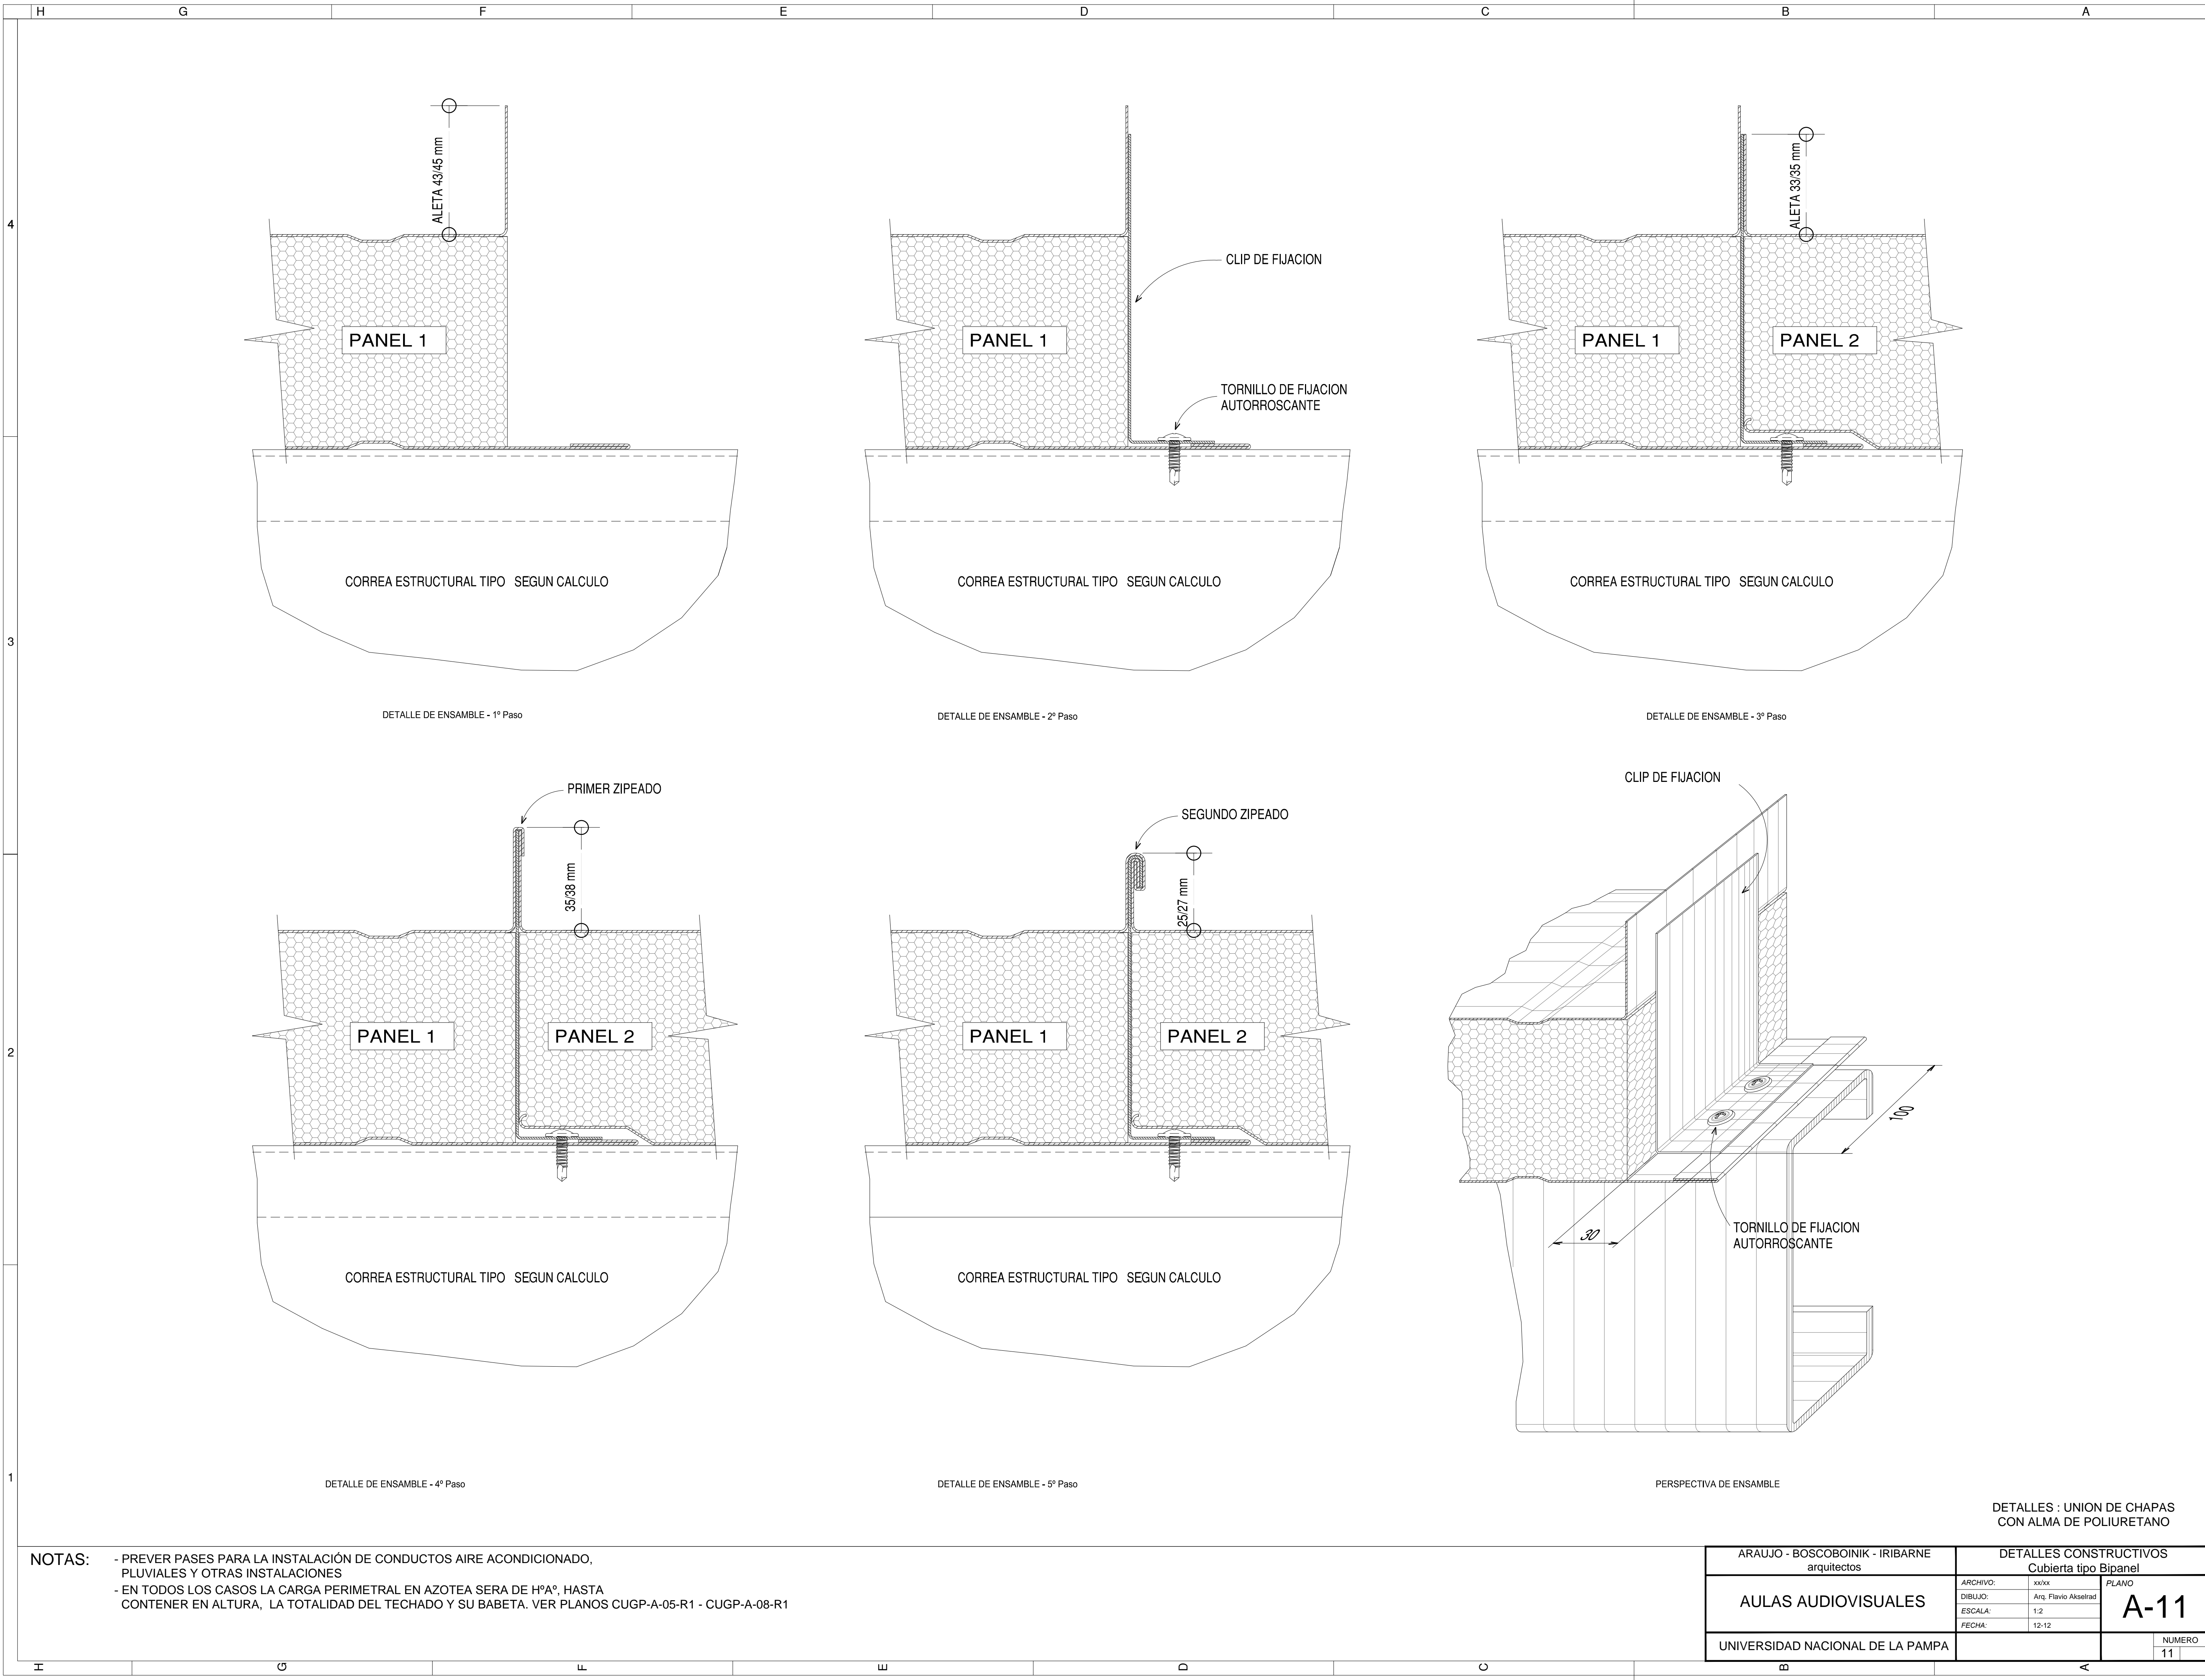 H G F E D C B A
ALETA 43/45 mm
PANEL 1
CORREA ESTRUCTURAL TIPO SEGUN CALCULO
DETALLE DE ENSAMBLE - 1º Paso
CLIP DE FIJACION
PANEL 1
TORNILLO DE FIJACION
AUTORROSCANTE
CORREA ESTRUCTURAL TIPO SEGUN CALCULO
DETALLE DE ENSAMBLE - 2º Paso
ALETA 33/35 mm
PANEL 1
PANEL 2
CORREA ESTRUCTURAL TIPO SEGUN CALCULO
DETALLE DE ENSAMBLE - 3º Paso
4
3
PRIMER ZIPEADO
35/38 mm
PANEL 1
PANEL 2
CORREA ESTRUCTURAL TIPO SEGUN CALCULO
DETALLE DE ENSAMBLE - 4º Paso
SEGUNDO ZIPEADO
25/27 mm
PANEL 1
PANEL 2
CORREA ESTRUCTURAL TIPO SEGUN CALCULO
DETALLE DE ENSAMBLE - 5º Paso
CLIP DE FIJACION
100
30
TORNILLO DE FIJACION
AUTORROSCANTE
PERSPECTIVA DE ENSAMBLE
2
1
DETALLES : UNION DE CHAPAS
CON ALMA DE POLIURETANO
NOTAS:
- PREVER PASES PARA LA INSTALACIÓN DE CONDUCTOS AIRE ACONDICIONADO,
PLUVIALES Y OTRAS INSTALACIONES
- EN TODOS LOS CASOS LA CARGA PERIMETRAL EN AZOTEA SERA DE HºAº, HASTA
CONTENER EN ALTURA, LA TOTALIDAD DEL TECHADO Y SU BABETA. VER PLANOS CUGP-A-05-R1 - CUGP-A-08-R1
ARAUJO - BOSCOBOINIK - IRIBARNE
arquitectos
AULAS AUDIOVISUALES
UNIVERSIDAD NACIONAL DE LA PAMPA
DETALLES CONSTRUCTIVOS
Cubierta tipo Bipanel
ARCHIVO: xx/xx
DIBUJO: Arq. Flavio Akselrad
ESCALA: 1:2
FECHA: 12-12
PLANO
A-11
NUMERO
11
H G F E D C B A